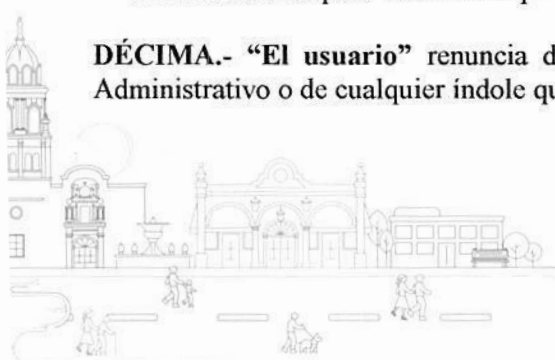 DÉCIMA.- “El usuario” renuncia d
Administrativo o de cualquier índole qu